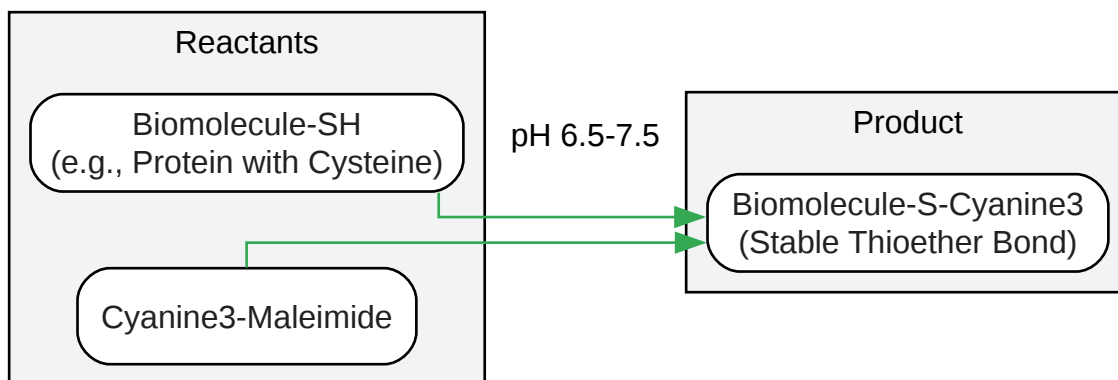 Reactants
Biomolecule-SH
(e.g., Protein with Cysteine)
Cyanine3-Maleimide
pH 6.5-7.5
Product
Biomolecule-S-Cyanine3
(Stable Thioether Bond)